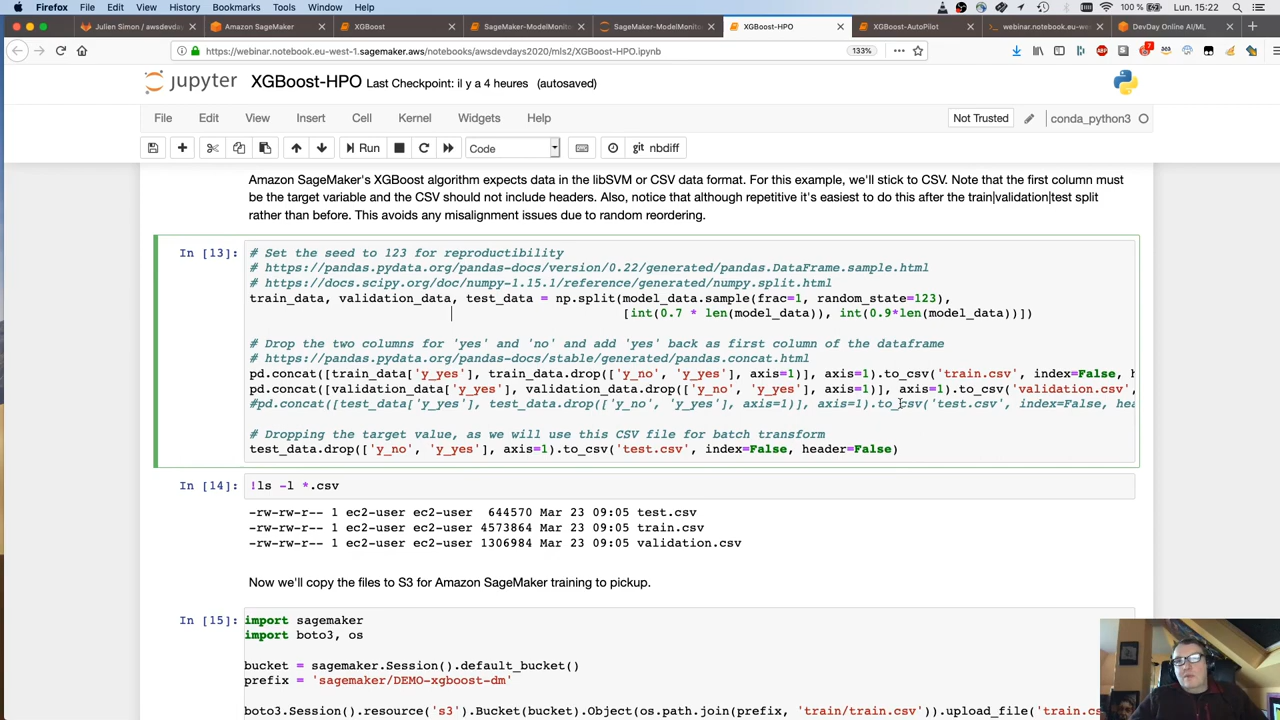 Firefox File Edit View History Bookmarks Tools Window Help 100 % Lun. 15:22
Julien Simon / awsdevdays
Amazon SageMaker
XGBoost
SageMaker-ModelMonitor
SageMaker-ModelMonitor
XGBoost-HPO
XGBoost-AutoPilot
webinar.notebook.eu-west
DevDay Online AI/ML
https://webinar.notebook.eu-west-1.sagemaker.aws/notebooks/awsdevdays2020/mls2/XGBoost-HPO.ipynb 133%
jupyter XGBoost-HPO Last Checkpoint: il y a 4 heures (autosaved)
File Edit View Insert Cell Kernel Widgets Help Not Trusted conda_python3
Run Code git nbdiff
Amazon SageMaker's XGBoost algorithm expects data in the libSVM or CSV data format. For this example, we'll stick to CSV. Note that the first column must
be the target variable and the CSV should not include headers. Also, notice that although repetitive it's easiest to do this after the train|validation|test split
rather than before. This avoids any misalignment issues due to random reordering.
In [13]: # Set the seed to 123 for reproductibility
# https://pandas.pydata.org/pandas-docs/version/0.22/generated/pandas.DataFrame.sample.html
# https://docs.scipy.org/doc/numpy-1.15.1/reference/generated/numpy.split.html
train_data, validation_data, test_data = np.split(model_data.sample(frac=1, random_state=123),
[int(0.7 * len(model_data)), int(0.9*len(model_data))])
# Drop the two columns for 'yes' and 'no' and add 'yes' back as first column of the dataframe
# https://pandas.pydata.org/pandas-docs/stable/generated/pandas.concat.html
pd.concat([train_data['y_yes'], train_data.drop(['y_no', 'y_yes'], axis=1)], axis=1).to_csv('train.csv', index=False, h
pd.concat([validation_data['y_yes'], validation_data.drop(['y_no', 'y_yes'], axis=1)], axis=1).to_csv('validation.csv',
#pd.concat([test_data['y_yes'], test_data.drop(['y_no', 'y_yes'], axis=1)], axis=1).to_csv('test.csv', index=False, hea
# Dropping the target value, as we will use this CSV file for batch transform
test_data.drop(['y_no', 'y_yes'], axis=1).to_csv('test.csv', index=False, header=False)
In [14]: !ls -l *.csv
-rw-rw-r-- 1 ec2-user ec2-user 644570 Mar 23 09:05 test.csv
-rw-rw-r-- 1 ec2-user ec2-user 4573864 Mar 23 09:05 train.csv
-rw-rw-r-- 1 ec2-user ec2-user 1306984 Mar 23 09:05 validation.csv
Now we'll copy the files to S3 for Amazon SageMaker training to pickup.
In [15]: import sagemaker
import boto3, os
bucket = sagemaker.Session().default_bucket()
prefix = 'sagemaker/DEMO-xgboost-dm'
boto3.Session().resource('s3').Bucket(bucket).Object(os.path.join(prefix, 'train/train.csv')).upload_file('train.cs